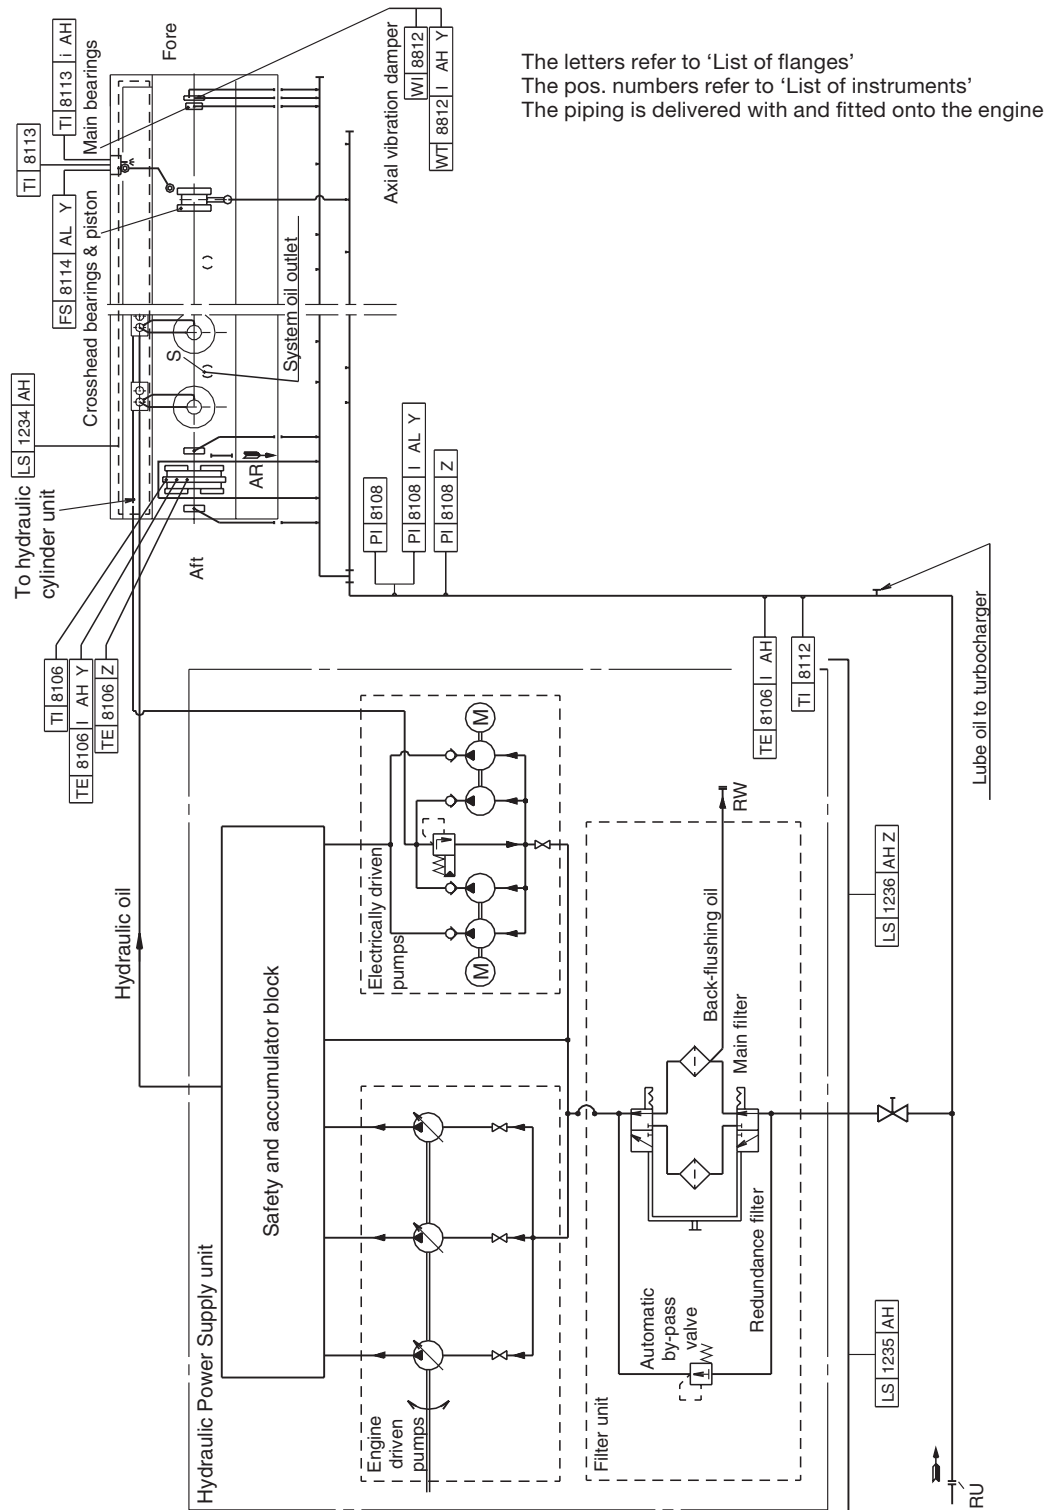 The letters refer to ‘List of flanges’
The pos. numbers refer to ‘List of instruments’
The piping is delivered with and fitted onto the engine
TI 8113
TI 8113 i AH
Main bearings
Fore
FS 8114 AL Y
Crosshead bearings & piston
Axial vibration damper
WI 8812
WT 8812 I AH Y
LS 1234 AH
S
System oil outlet
To hydraulic
cylinder unit
AR
Aft
PI 8108
PI 8108 I AL Y
PI 8108 Z
TI 8106
TE 8106 I AH Y
TE 8106 Z
TE 8106 I AH
TI 8112
Lube oil to turbocharger
Hydraulic oil
Hydraulic Power Supply unit
Safety and accumulator block
Electrically driven
pumps
M
M
Engine
driven
pumps
Filter unit
Automatic
by-pass
valve
Redundance filter
Main filter
Back-flushing oil
RW
LS 1236 AH Z
LS 1235 AH
RU